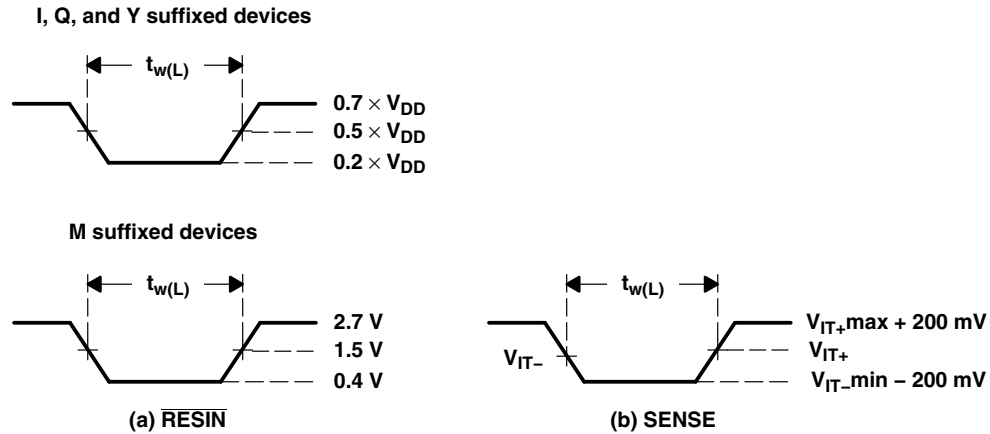 I, Q, and Y suffixed devices
tw(L)
0.7 × VDD
0.5 × VDD
0.2 × VDD
M suffixed devices
tw(L)
2.7 V
1.5 V
0.4 V
(a) RESIN
tw(L)
VIT–
VIT+max + 200 mV
VIT+
VIT–min – 200 mV
(b) SENSE